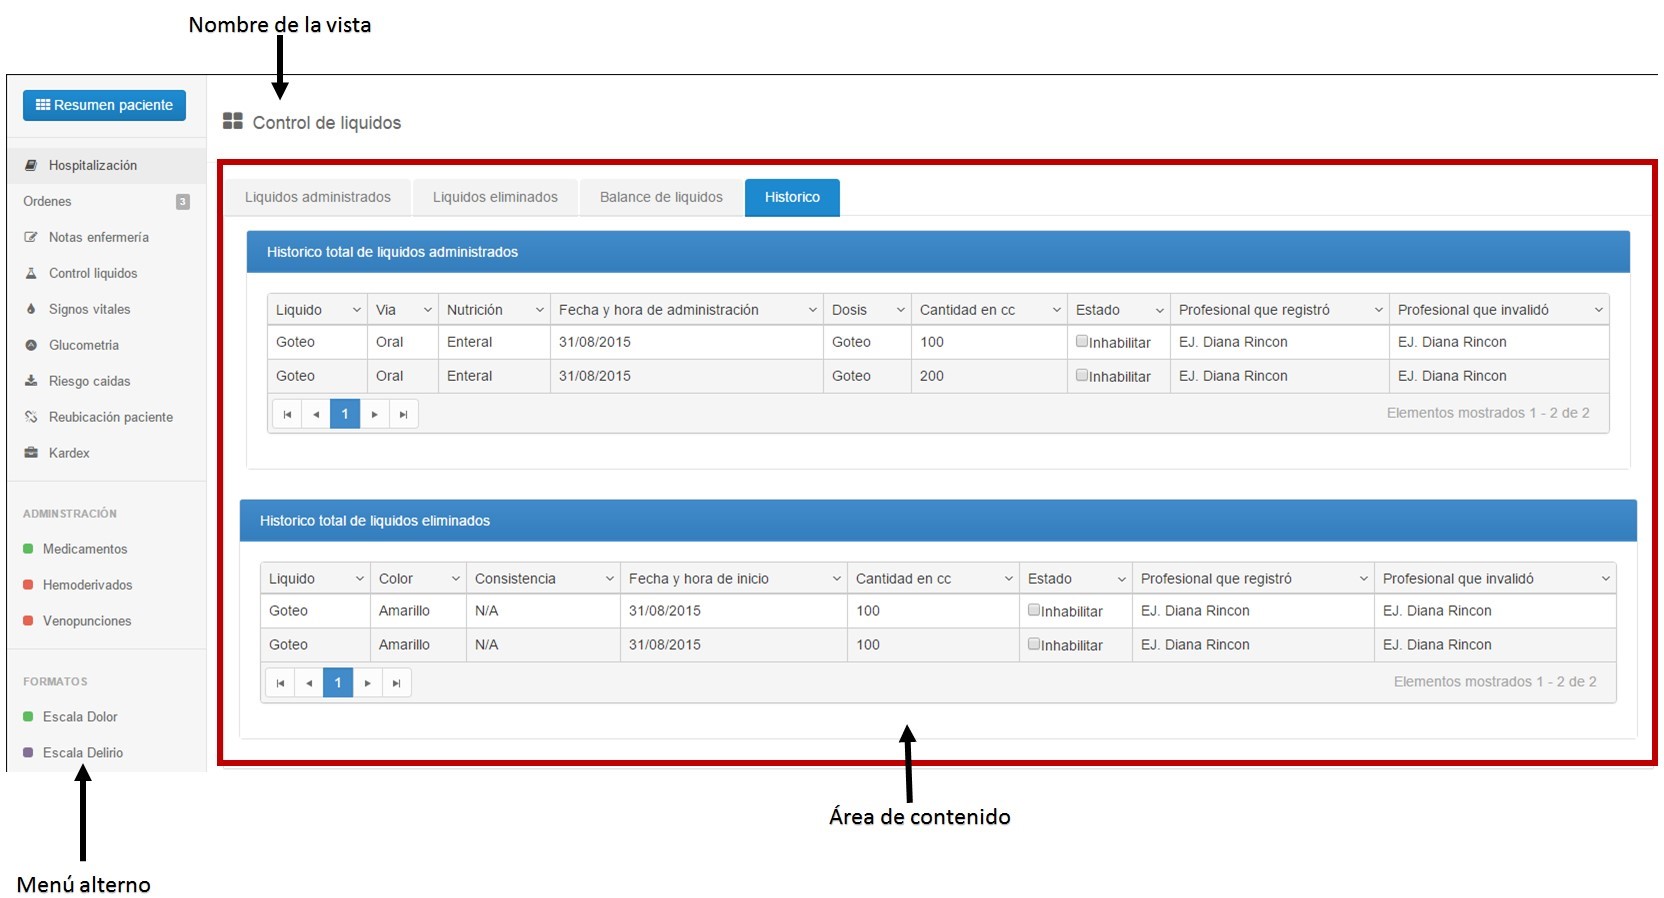 Nombre de la vista
Resumen paciente
Control de liquidos
Hospitalización
Ordenes 3
Notas enfermería
Control liquidos
Signos vitales
Glucometria
Riesgo caidas
Reubicación paciente
Kardex
ADMINSTRACIÓN
Medicamentos
Hemoderivados
Venopunciones
FORMATOS
Escala Dolor
Escala Delirio
Liquidos administrados Liquidos eliminados Balance de liquidos Historico
Historico total de liquidos administrados
Liquido Via Nutrición Fecha y hora de administración Dosis Cantidad en cc Estado Profesional que registró Profesional que invalidó
Goteo Oral Enteral 31/08/2015 Goteo 100 Inhabilitar EJ. Diana Rincon EJ. Diana Rincon
Goteo Oral Enteral 31/08/2015 Goteo 200 Inhabilitar EJ. Diana Rincon EJ. Diana Rincon
1 Elementos mostrados 1 - 2 de 2
Historico total de liquidos eliminados
Liquido Color Consistencia Fecha y hora de inicio Cantidad en cc Estado Profesional que registró Profesional que invalidó
Goteo Amarillo N/A 31/08/2015 100 Inhabilitar EJ. Diana Rincon EJ. Diana Rincon
Goteo Amarillo N/A 31/08/2015 100 Inhabilitar EJ. Diana Rincon EJ. Diana Rincon
1 Elementos mostrados 1 - 2 de 2
Área de contenido
Menú alterno